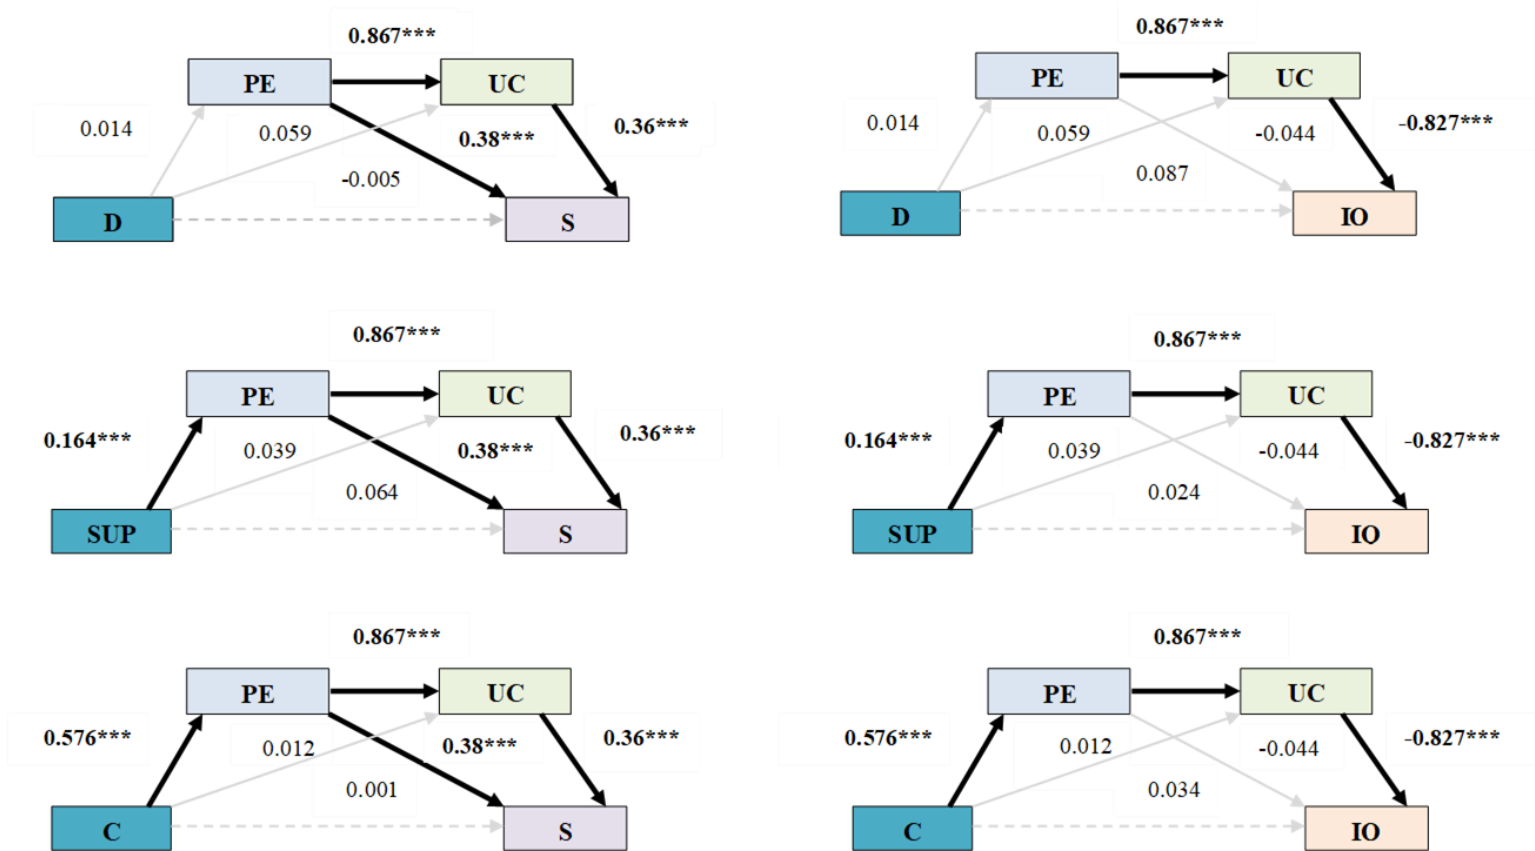 0.867***
PE
UC
0.014
0.059
0.38***
0.36***
-0.005
D
S
0.867***
PE
UC
0.014
0.059
-0.044
-0.827***
0.087
D
IO
0.867***
PE
UC
0.164***
0.039
0.38***
0.36***
0.064
SUP
S
0.867***
PE
UC
0.164***
0.039
-0.044
-0.827***
0.024
SUP
IO
0.867***
PE
UC
0.576***
0.012
0.38***
0.36***
0.001
C
S
0.867***
PE
UC
0.576***
0.012
-0.044
-0.827***
0.034
C
IO